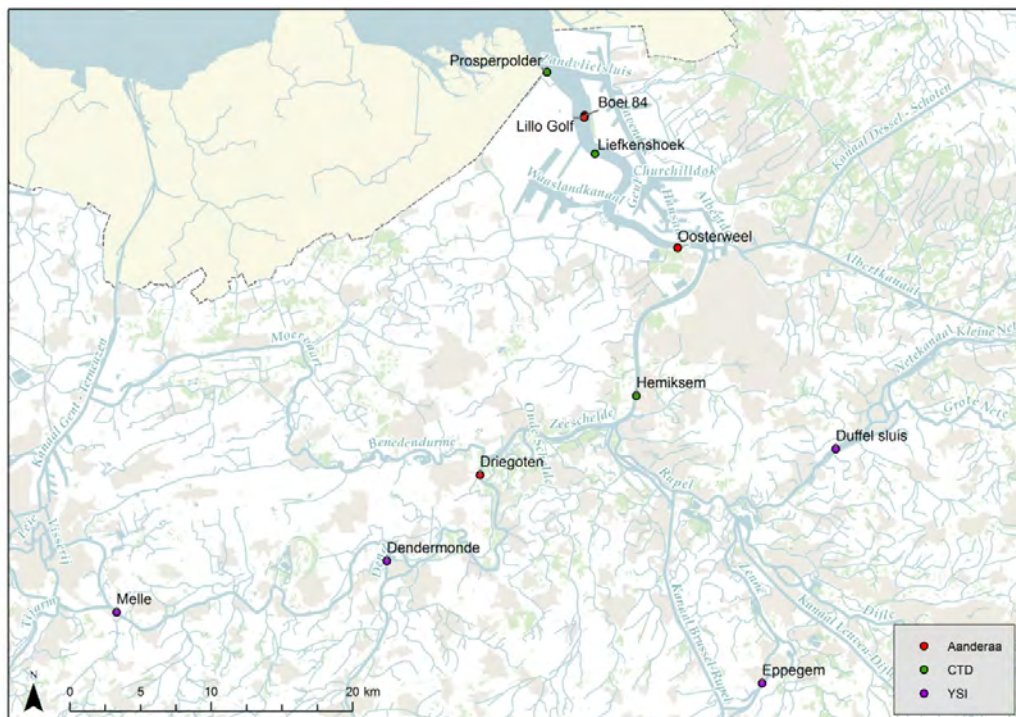 Prosperpolder
Zandvlietsluis
Boei 84
Lillo Golf
Liefkenshoek
Churchilldok
Waaslandkanaal
Kanaal Dessel - Schoten
Oosterweel
Albertkanaal
Kleine Nete
Netekanaal
Moervaart
Kanaal Gent - Terneuzen
Hemiksem
Grote Nete
Zeeschelde
Oude Schelde
Benedendurme
Duffel sluis
Driegoten
Rupel
Dendermonde
Melle
Zenne
Dijle
Kanaal Brussel-Rupel
Kanaal Leuven-Dijle
Eppegem
Aanderaa
CTD
YSI
N
0 5 10 20 km